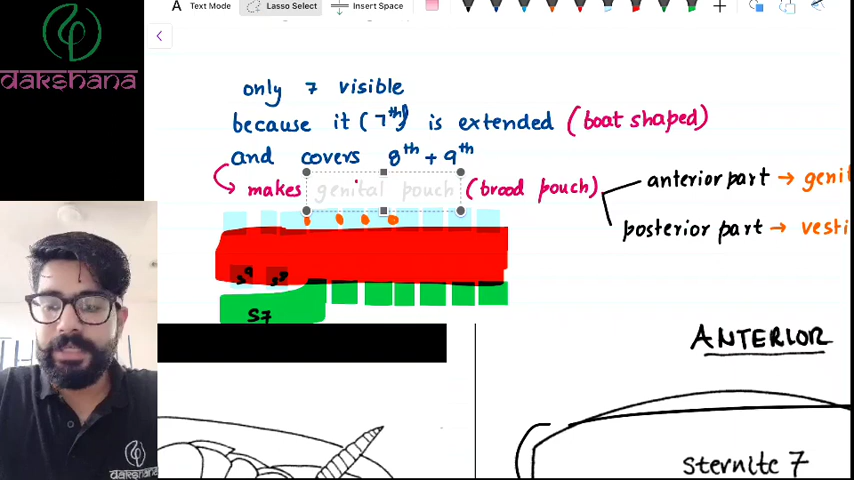 Text Mode
Lasso Select
Insert Space
dakshana
only 7 visible
because it (7th) is extended (boat shaped)
and covers 8th + 9th
makes genital pouch (brood pouch)
anterior part → genit
posterior part → vesti
S9 S8
S7
ANTERIOR
sternite 7
dakshana